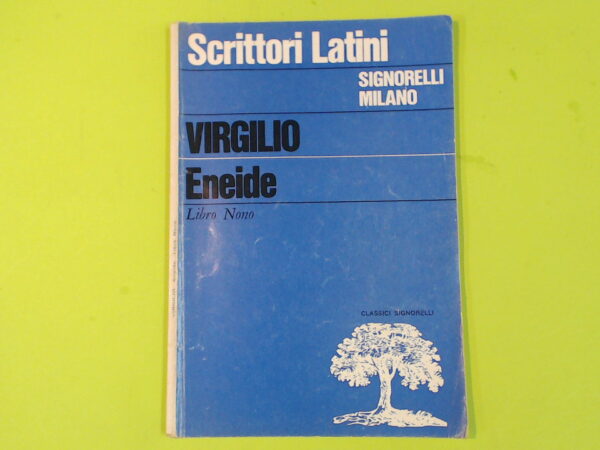 Scrittori Latini
SIGNORELLI
MILANO
VIRGILIO
Eneide
Libro Nono
CLASSICI SIGNORELLI